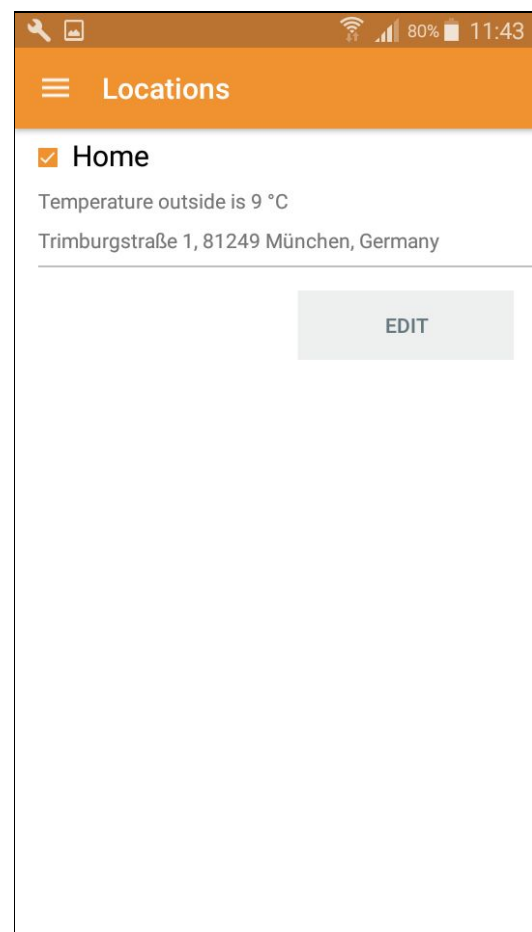 80% 11:43
Locations
Home
Temperature outside is 9 °C
Trimburgstraße 1, 81249 München, Germany
EDIT